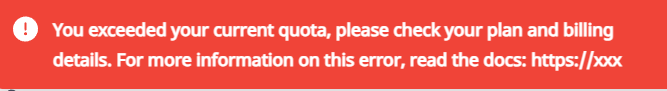 You exceeded your current quota, please check your plan and billing
details. For more information on this error, read the docs: https://xxx